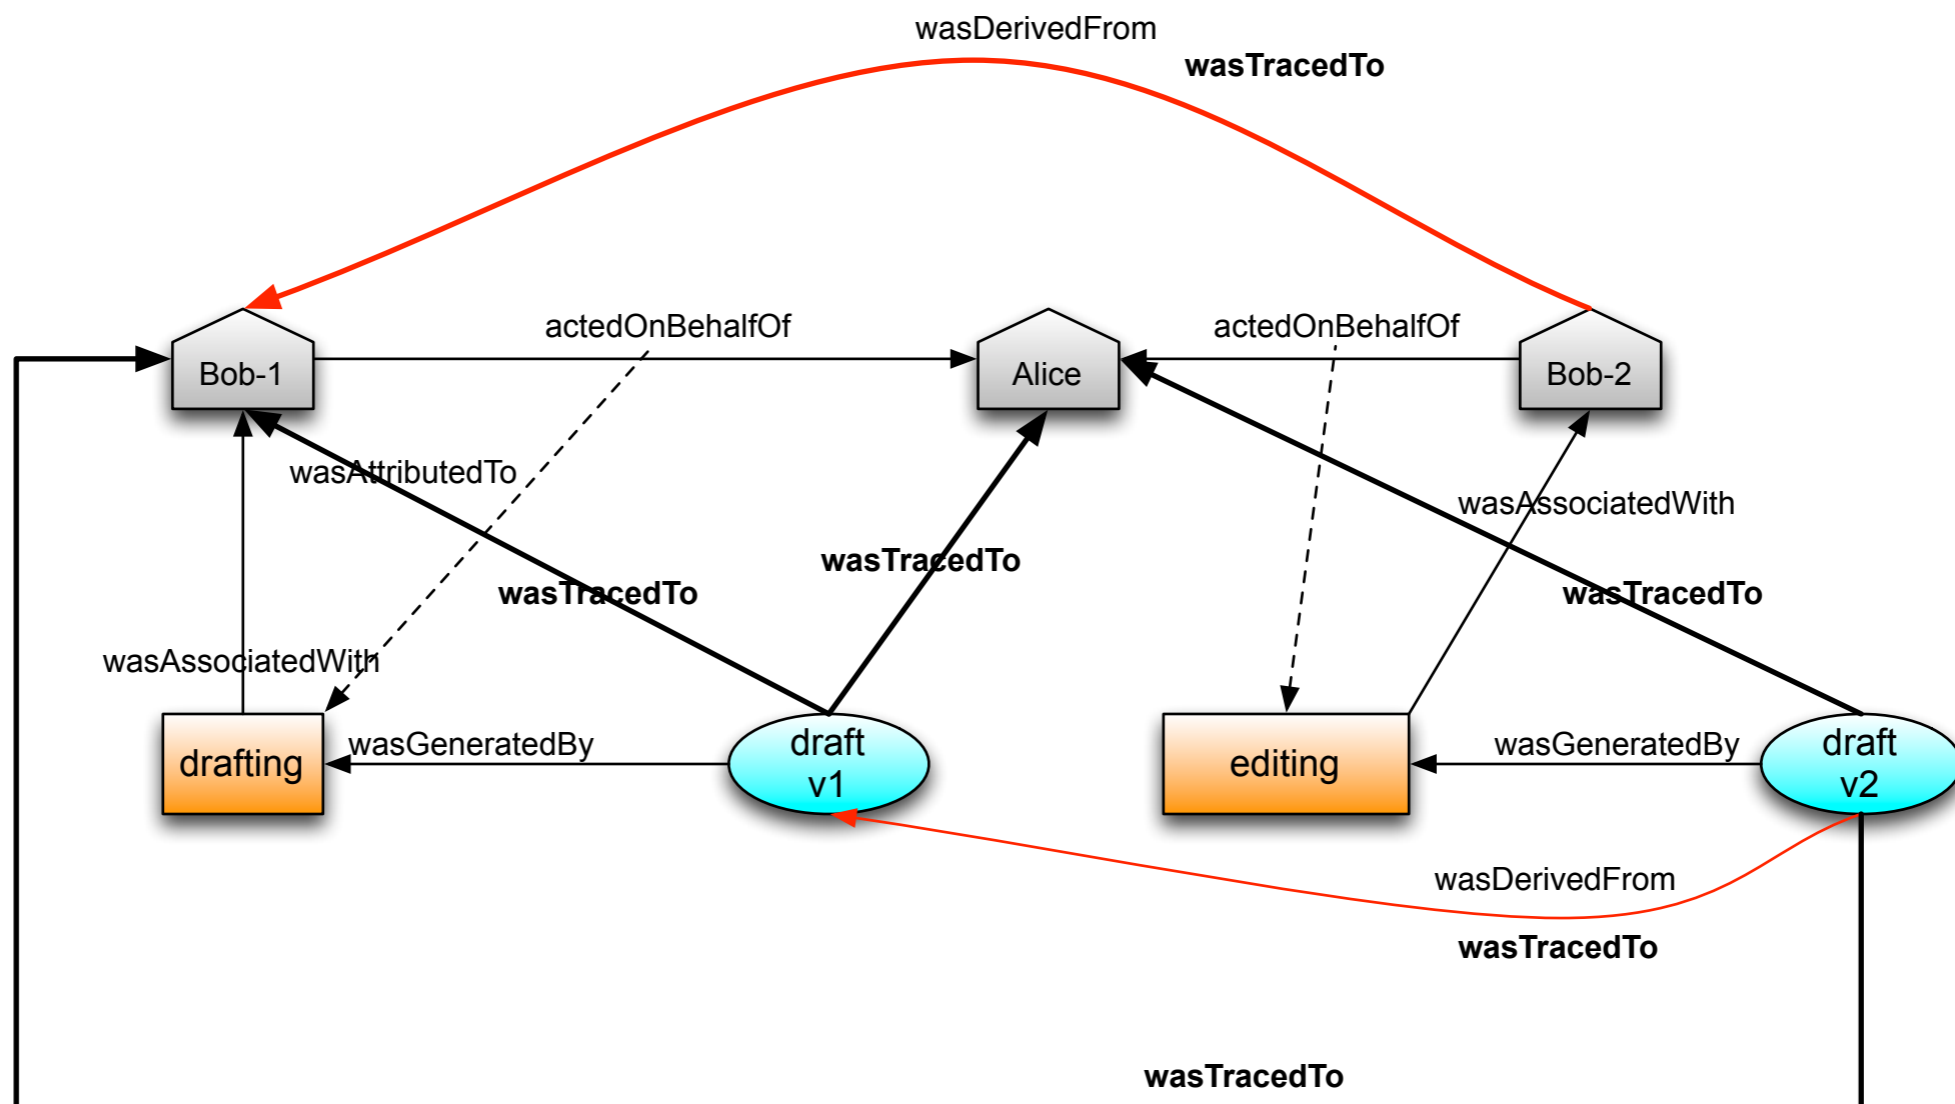 wasDerivedFrom
wasTracedTo
actedOnBehalfOf
actedOnBehalfOf
Bob-1
Alice
Bob-2
wasAttributedTo
wasAssociatedWith
wasTracedTo
wasTracedTo
wasTracedTo
wasAssociatedWith
drafting
wasGeneratedBy
draft
v1
editing
wasGeneratedBy
draft
v2
wasDerivedFrom
wasTracedTo
wasTracedTo